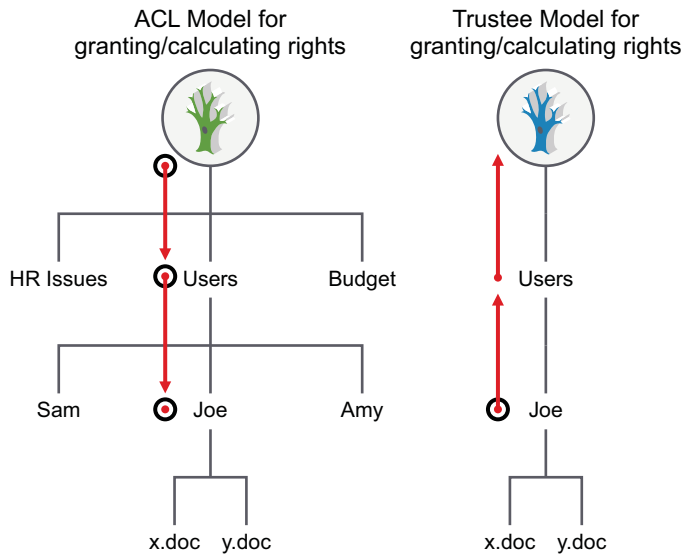 ACL Model for
granting/calculating rights
HR Issues
Users
Budget
Sam
Joe
Amy
x.doc
y.doc
Trustee Model for
granting/calculating rights
Users
Joe
x.doc
y.doc